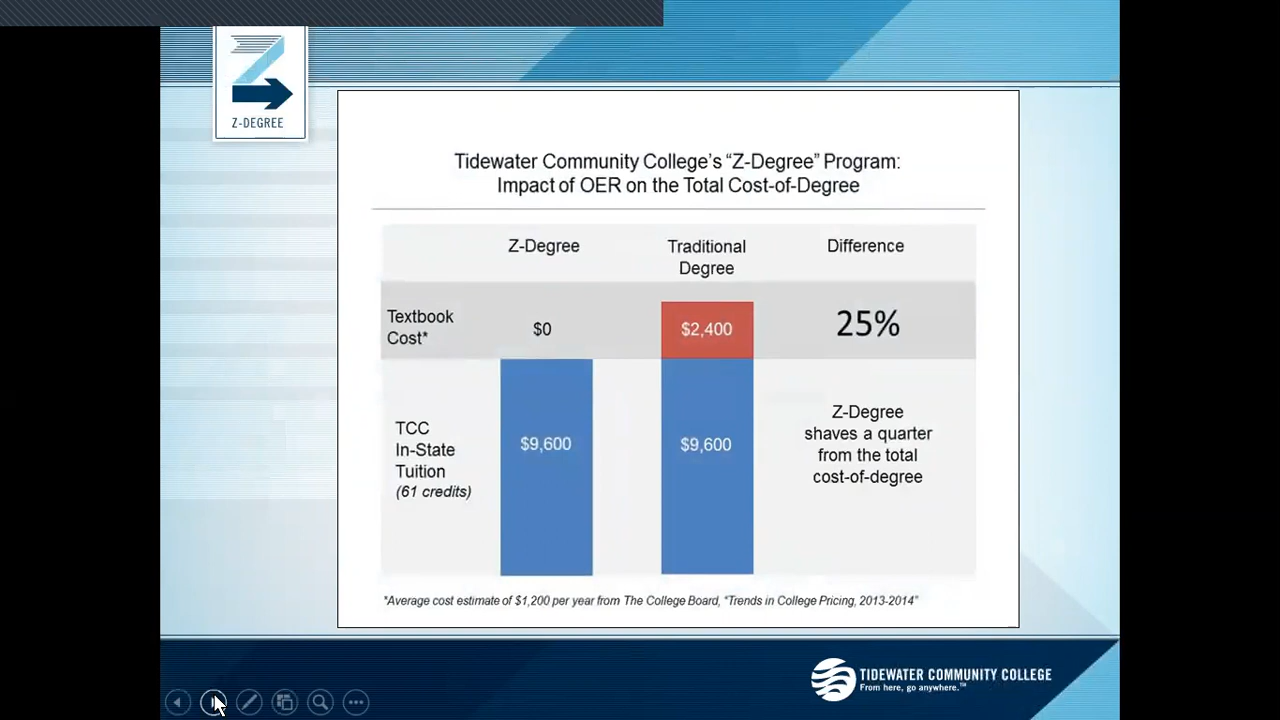 Z-DEGREE
Tidewater Community College's “Z-Degree” Program:
Impact of OER on the Total Cost-of-Degree
Z-Degree
Traditional
Degree
Difference
Textbook
Cost*
$0
$2,400
25%
TCC
In-State
Tuition
(61 credits)
$9,600
$9,600
Z-Degree
shaves a quarter
from the total
cost-of-degree
*Average cost estimate of $1,200 per year from The College Board, “Trends in College Pricing, 2013-2014”
TIDEWATER COMMUNITY COLLEGE
From here, go anywhere.™